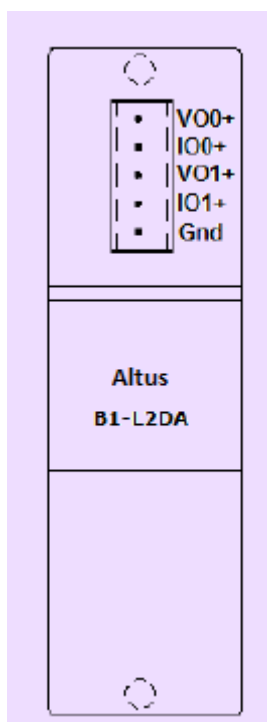 VO0+
IO0+
VO1+
IO1+
Gnd
Altus
B1-L2DA